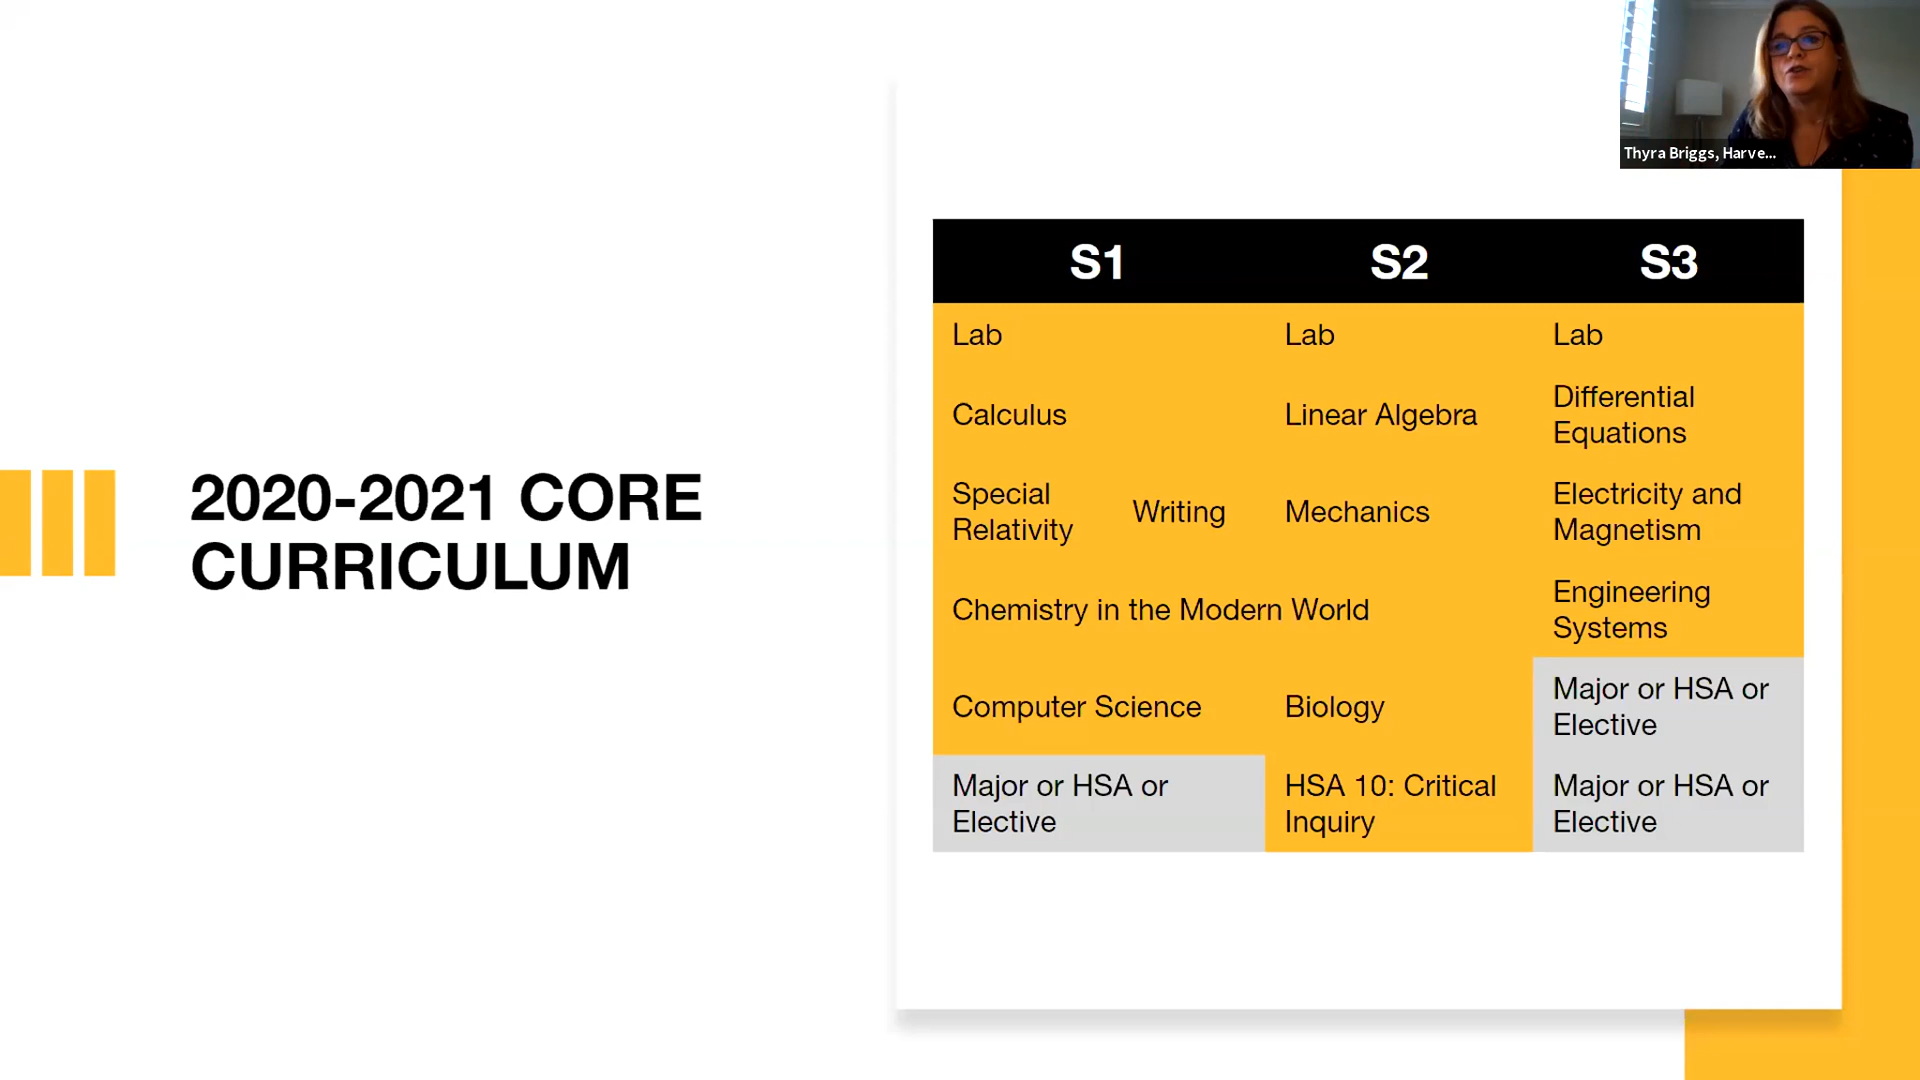 Thyra Briggs, Harve...
2020-2021 CORE
CURRICULUM
S1 S2 S3
Lab Lab Lab
Calculus Linear Algebra Differential
Equations
Special
Relativity Writing Mechanics Electricity and
Magnetism
Chemistry in the Modern World Engineering
Systems
Computer Science Biology Major or HSA or
Elective
Major or HSA or
Elective HSA 10: Critical
Inquiry Major or HSA or
Elective